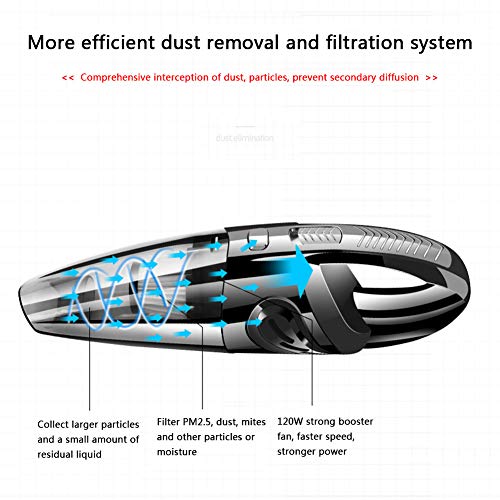 More efficient dust removal and filtration system
<< Comprehensive interception of dust, particles, prevent secondary diffusion >>
dust elimination
Collect larger particles
and a small amount of
residual liquid
Filter PM2.5, dust, mites
and other particles or
moisture
120W strong booster
fan, faster speed,
stronger power